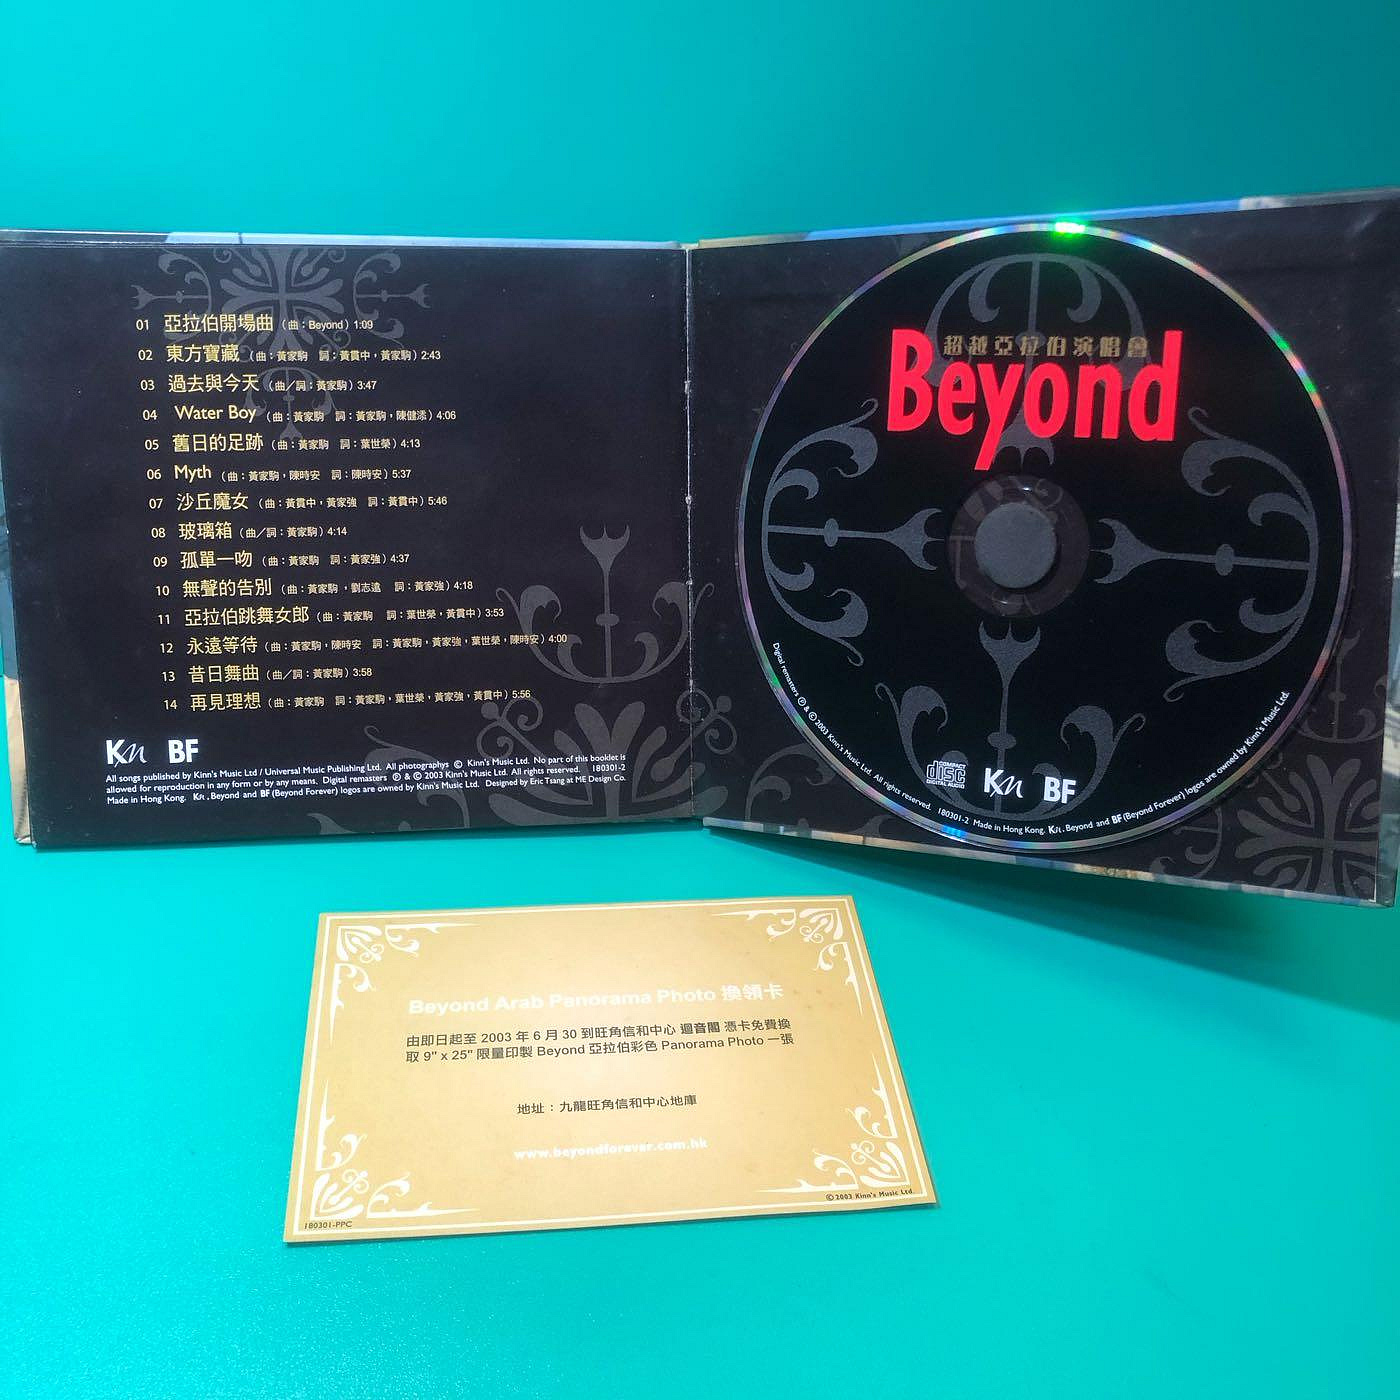 01 亞拉伯開場曲 (曲：Beyond) 1:09
02 東方寶藏 (曲：黃家駒 詞：黃貫中，黃家駒) 2:43
03 過去與今天 (曲／詞：黃家駒) 3:47
04 Water Boy (曲：黃家駒 詞：黃家駒，陳健添) 4:06
05 舊日的足跡 (曲：黃家駒 詞：葉世榮) 4:13
06 Myth (曲：黃家駒，陳時安 詞：陳時安) 5:37
07 沙丘魔女 (曲：黃貫中，黃家強 詞：黃貫中) 5:46
08 玻璃箱 (曲／詞：黃家駒) 4:14
09 孤單一吻 (曲：黃家駒 詞：黃家強) 4:37
10 無聲的告別 (曲：黃家駒，劉志遠 詞：黃家強) 4:18
11 亞拉伯跳舞女郎 (曲：黃家駒 詞：葉世榮，黃貫中) 3:53
12 永遠等待 (曲：黃家駒，陳時安 詞：黃家駒，黃家強，葉世榮，陳時安) 4:00
13 昔日舞曲 (曲／詞：黃家駒) 3:58
14 再見理想 (曲：黃家駒 詞：黃家駒，葉世榮，黃家強，黃貫中) 5:56
Kn BF
All songs published by Kinn's Music Ltd / Universal Music Publishing Ltd. All photographys © Kinn's Music Ltd. No part of this booklet is
allowed for reproduction in any form or by any means. Digital remasters ℗ & © 2003 Kinn's Music Ltd. All rights reserved. 180301-2
Made in Hong Kong. Kn, Beyond and BF (Beyond Forever) logos are owned by Kinn's Music Ltd. Designed by Eric Tsang at ME Design Co.
超越亞拉伯演唱會
Beyond
COMPACT
disc
DIGITAL AUDIO
Kn BF
Digital remasters ℗ & © 2003 Kinn's Music Ltd. All rights reserved. 180301-2 Made in Hong Kong. Kn, Beyond and BF (Beyond Forever) logos are owned by Kinn's Music Ltd.
Beyond Arab Panorama Photo 換領卡
由即日起至 2003 年 6 月 30 到旺角信和中心 迴音閣 憑卡免費換
取 9" x 25" 限量印製 Beyond 亞拉伯彩色 Panorama Photo 一張
地址：九龍旺角信和中心地庫
www.beyondforever.com.hk
180301-PPC
© 2003 Kinn's Music Ltd.